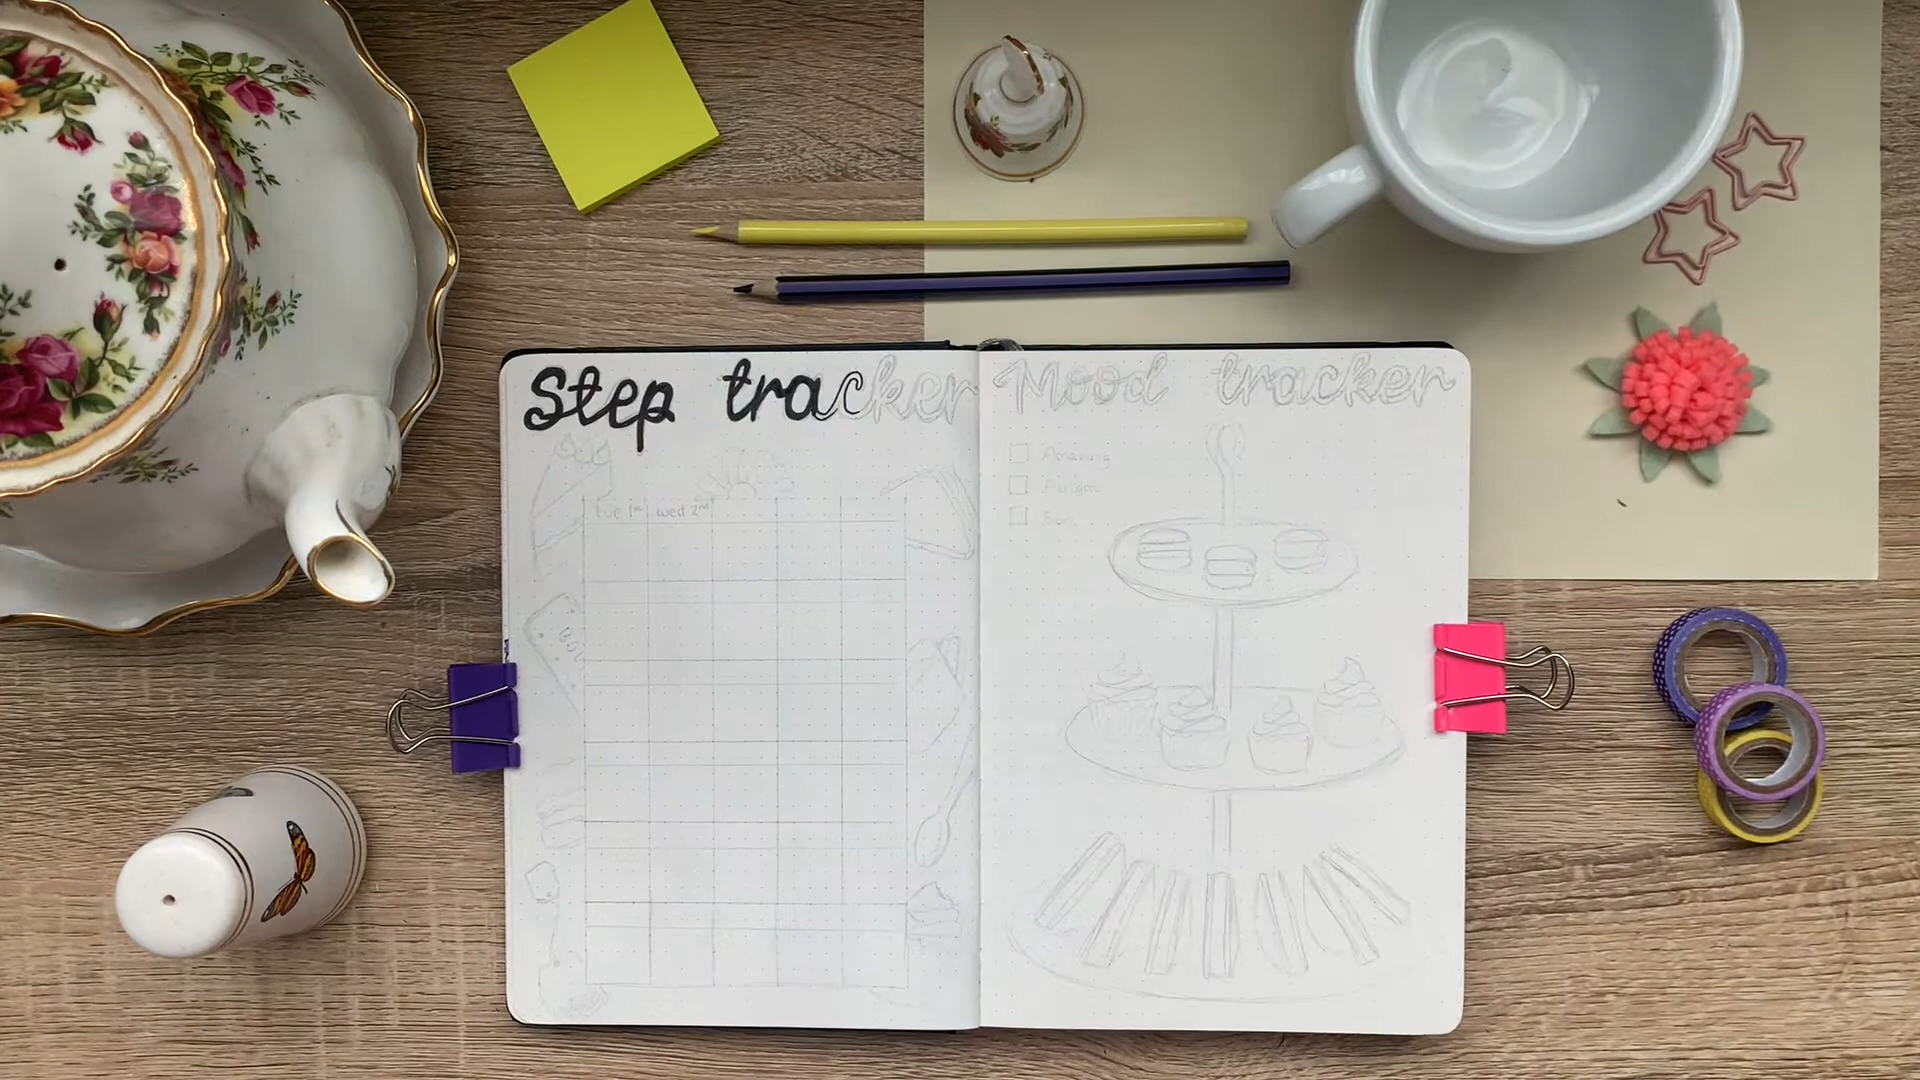 Step tracker
Tue 1st wed 2nd
Mood tracker
Amazing